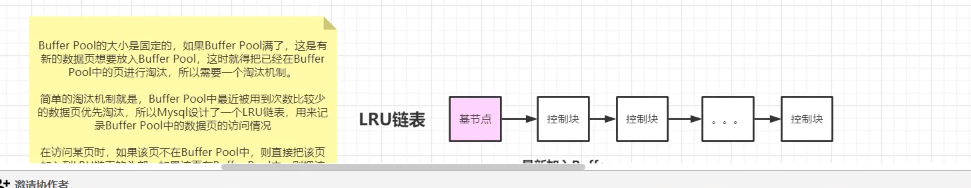 Buffer Pool的大小是固定的，如果Buffer Pool满了，这是有
新的数据页想要放入Buffer Pool，这时就得把已经在Buffer
Pool中的页进行淘汰，所以需要一个淘汰机制。
简单的淘汰机制就是，Buffer Pool中最近被用到次数比较少
的数据页优先淘汰，所以Mysql设计了一个LRU链表，用来记
录Buffer Pool中的数据页的访问情况
在访问某页时，如果该页不在Buffer Pool中，则直接把该页
LRU链表
基节点
控制块
控制块
。。。
控制块
邀请协作者